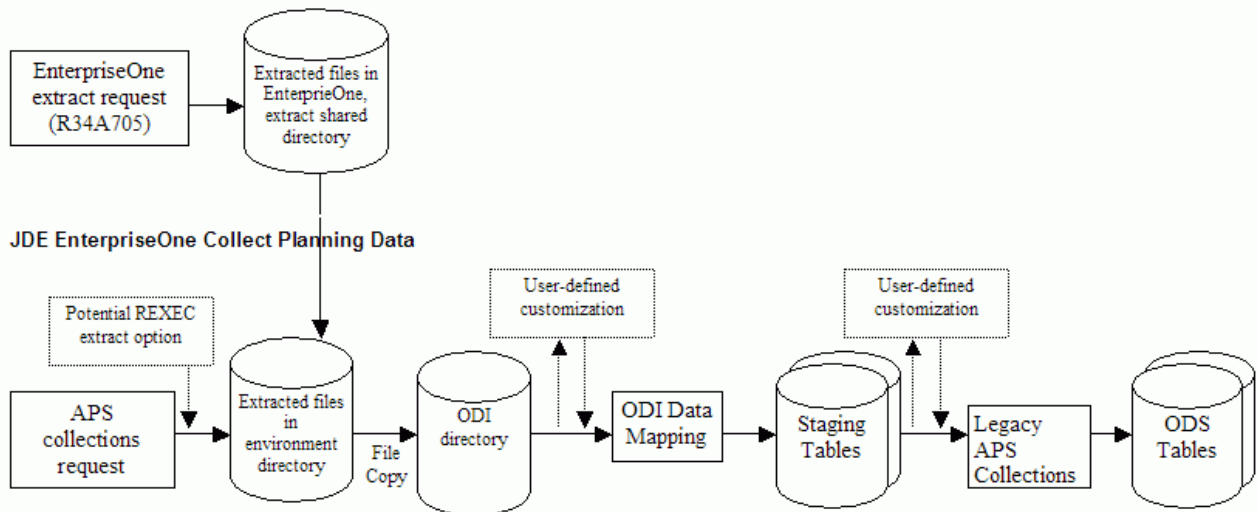 EnterpriseOne
extract request
(R34A705)
Extracted files in
EnterprieOne,
extract shared
directory
JDE EnterpriseOne Collect Planning Data
Potential REXEC
extract option
User-defined
customization
User-defined
customization
APS
collections
request
Extracted files
in
environment
directory
File
Copy
ODI
directory
ODI Data
Mapping
Staging
Tables
Legacy
APS
Collections
ODS
Tables